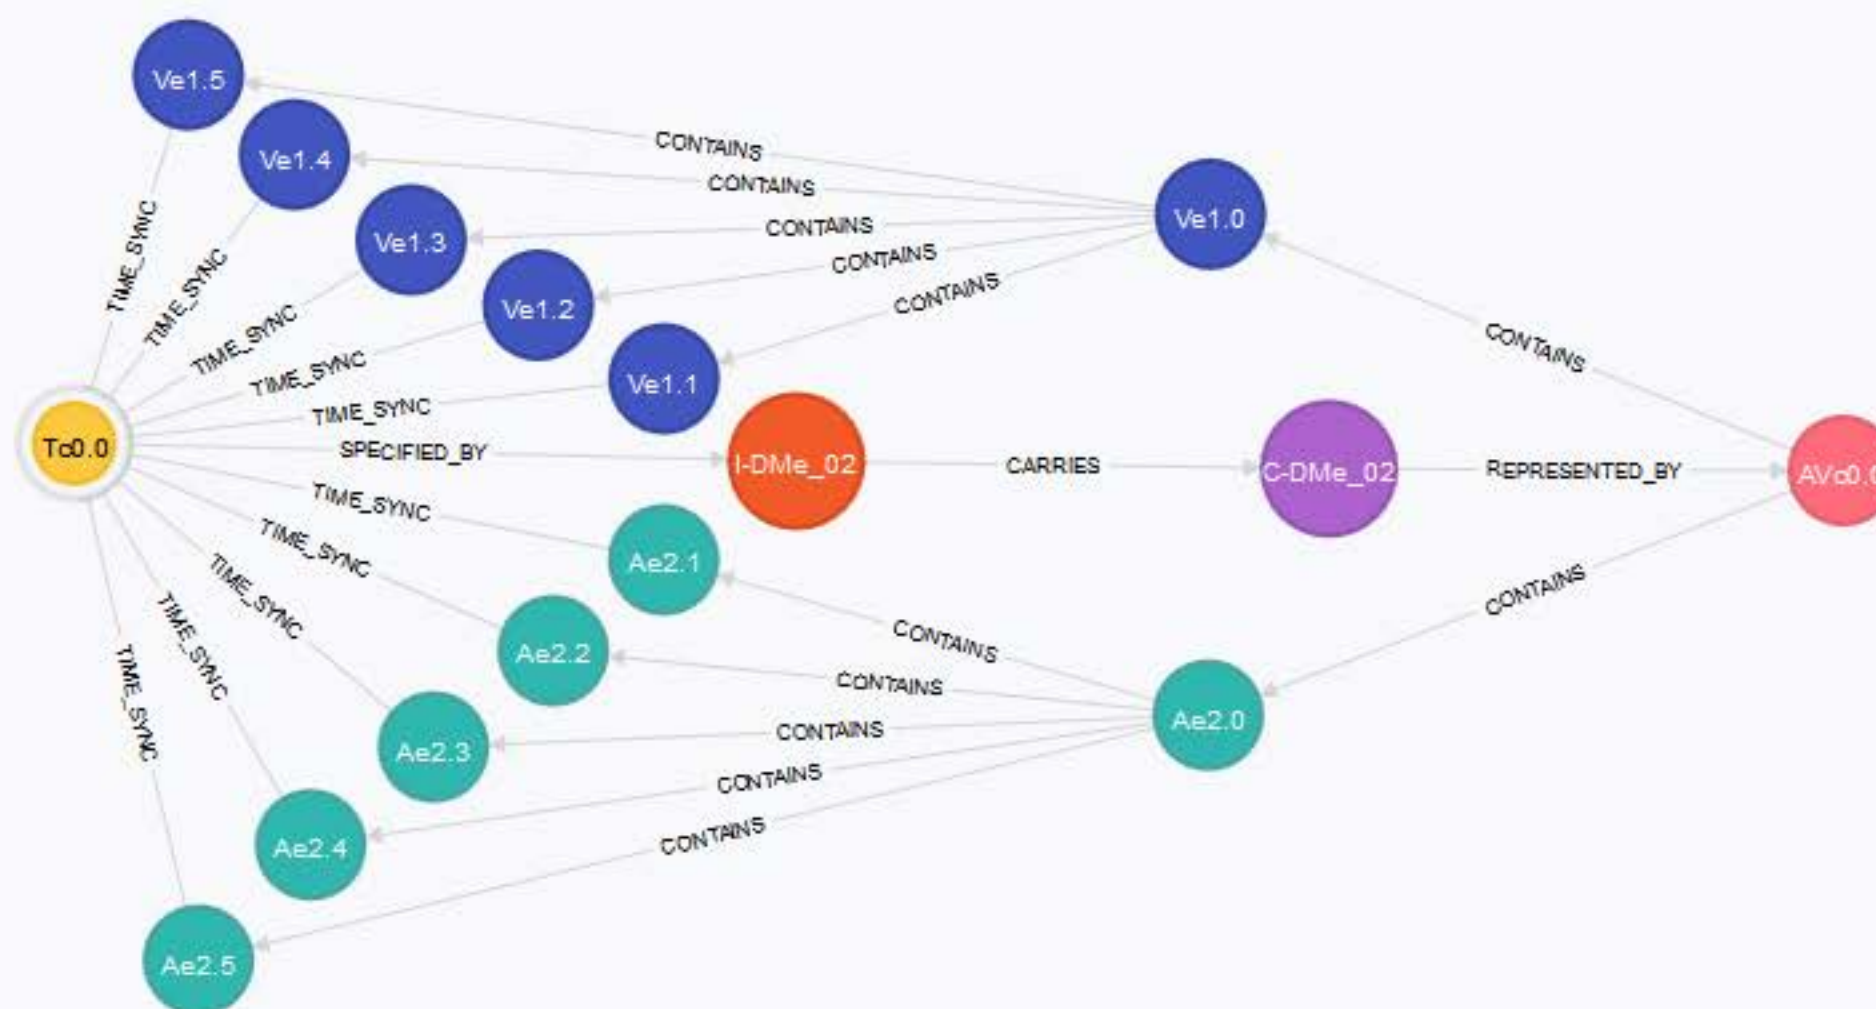 Ve1.5
CONTAINS
Ve1.4
CONTAINS
Ve1.0
TIME_SYNC
Ve1.3
CONTAINS
CONTAINS
TIME_SYNC
Ve1.2
CONTAINS
TIME_SYNC
CONTAINS
TIME_SYNC
Ve1.1
TIME_SYNC
Tc0.0
SPECIFIED_BY
I-DMe_02
CARRIES
C-DMe_02
REPRESENTED_BY
AVc0.0
TIME_SYNC
TIME_SYNC
Ae2.1
CONTAINS
TIME_SYNC
CONTAINS
Ae2.2
TIME_SYNC
CONTAINS
TIME_SYNC
Ae2.0
Ae2.3
CONTAINS
CONTAINS
Ae2.4
CONTAINS
Ae2.5